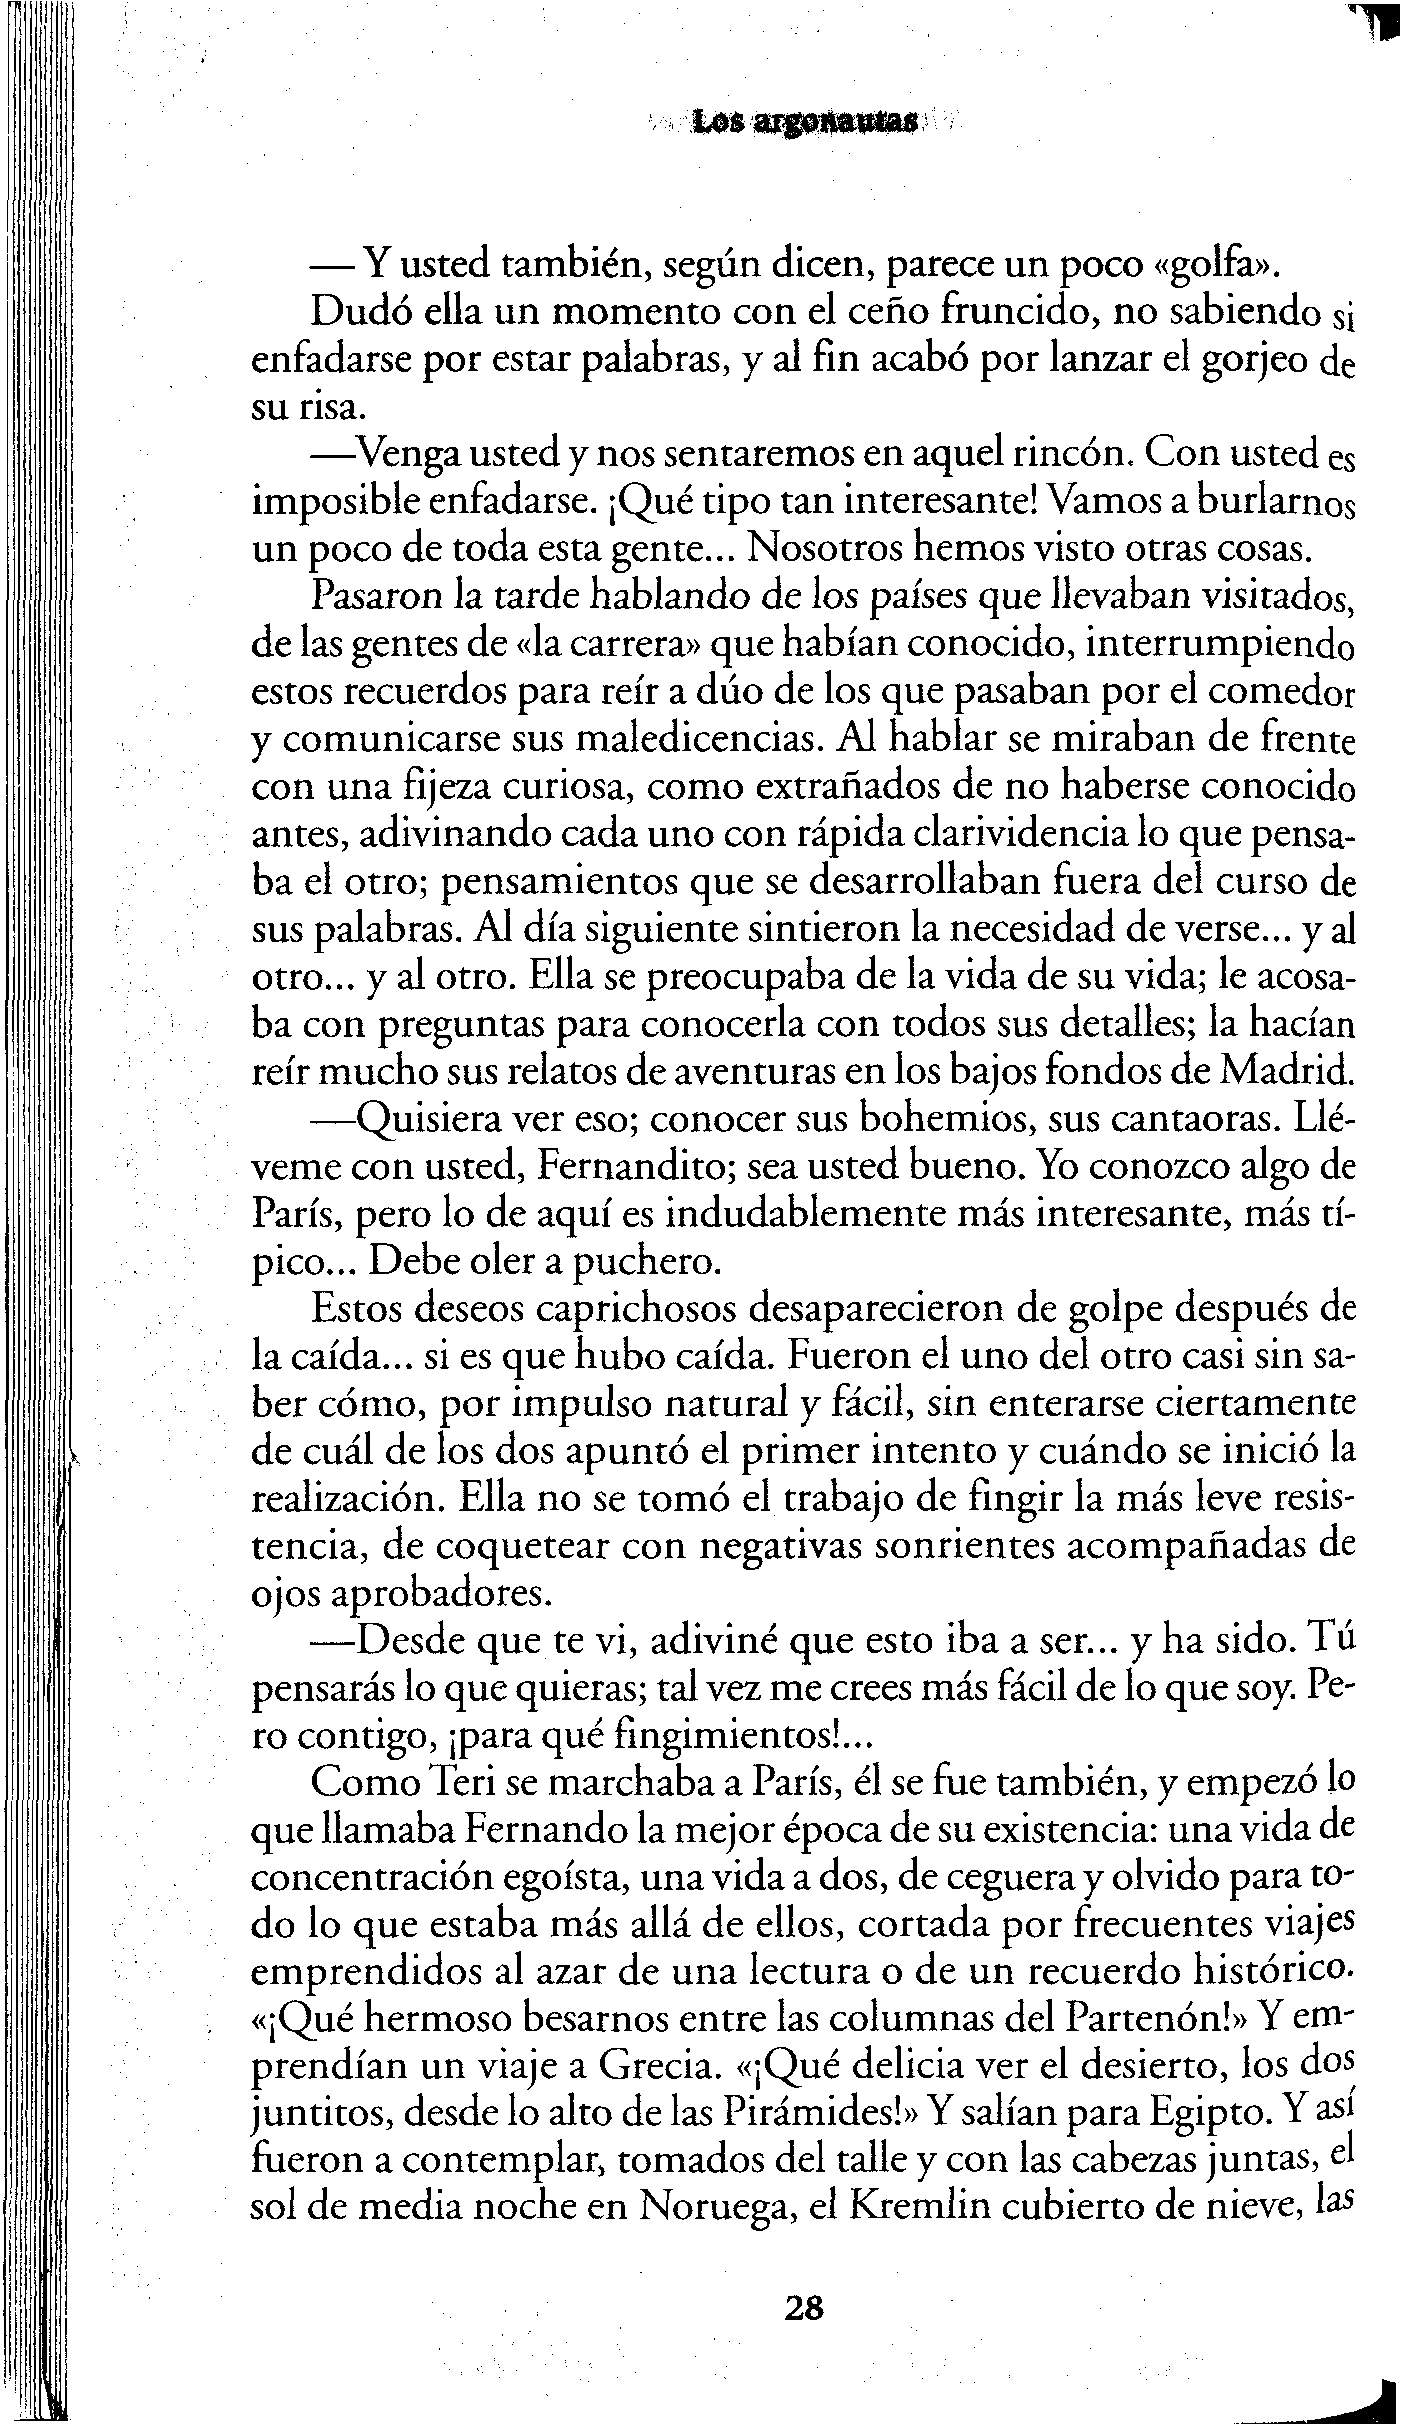 Los argonautas
— Y usted también, según dicen, parece un poco «golfa».
Dudó ella un momento con el ceño fruncido, no sabiendo si
enfadarse por estar palabras, y al fin acabó por lanzar el gorjeo de
su risa.
—Venga usted y nos sentaremos en aquel rincón. Con usted es
imposible enfadarse. ¡Qué tipo tan interesante! Vamos a burlarnos
un poco de toda esta gente... Nosotros hemos visto otras cosas.
Pasaron la tarde hablando de los países que llevaban visitados,
de las gentes de «la carrera» que habían conocido, interrumpiendo
estos recuerdos para reír a dúo de los que pasaban por el comedor
y comunicarse sus maledicencias. Al hablar se miraban de frente
con una fijeza curiosa, como extrañados de no haberse conocido
antes, adivinando cada uno con rápida clarividencia lo que pensa-
ba el otro; pensamientos que se desarrollaban fuera del curso de
sus palabras. Al día siguiente sintieron la necesidad de verse... y al
otro... y al otro. Ella se preocupaba de la vida de su vida; le acosa-
ba con preguntas para conocerla con todos sus detalles; la hacían
reír mucho sus relatos de aventuras en los bajos fondos de Madrid.
—Quisiera ver eso; conocer sus bohemios, sus cantaoras. Llé-
veme con usted, Fernandito; sea usted bueno. Yo conozco algo de
París, pero lo de aquí es indudablemente más interesante, más tí-
pico... Debe oler a puchero.
Estos deseos caprichosos desaparecieron de golpe después de
la caída... si es que hubo caída. Fueron el uno del otro casi sin sa-
ber cómo, por impulso natural y fácil, sin enterarse ciertamente
de cuál de los dos apuntó el primer intento y cuándo se inició la
realización. Ella no se tomó el trabajo de fingir la más leve resis-
tencia, de coquetear con negativas sonrientes acompañadas de
ojos aprobadores.
—Desde que te vi, adiviné que esto iba a ser... y ha sido. Tú
pensarás lo que quieras; tal vez me crees más fácil de lo que soy. Pe-
ro contigo, ¡para qué fingimientos!...
Como Teri se marchaba a París, él se fue también, y empezó lo
que llamaba Fernando la mejor época de su existencia: una vida de
concentración egoísta, una vida a dos, de ceguera y olvido para to-
do lo que estaba más allá de ellos, cortada por frecuentes viajes
emprendidos al azar de una lectura o de un recuerdo histórico.
«¡Qué hermoso besarnos entre las columnas del Partenón!» Y em-
prendían un viaje a Grecia. «¡Qué delicia ver el desierto, los dos
juntitos, desde lo alto de las Pirámides!» Y salían para Egipto. Y así
fueron a contemplar, tomados del talle y con las cabezas juntas, el
sol de media noche en Noruega, el Kremlin cubierto de nieve, las
28